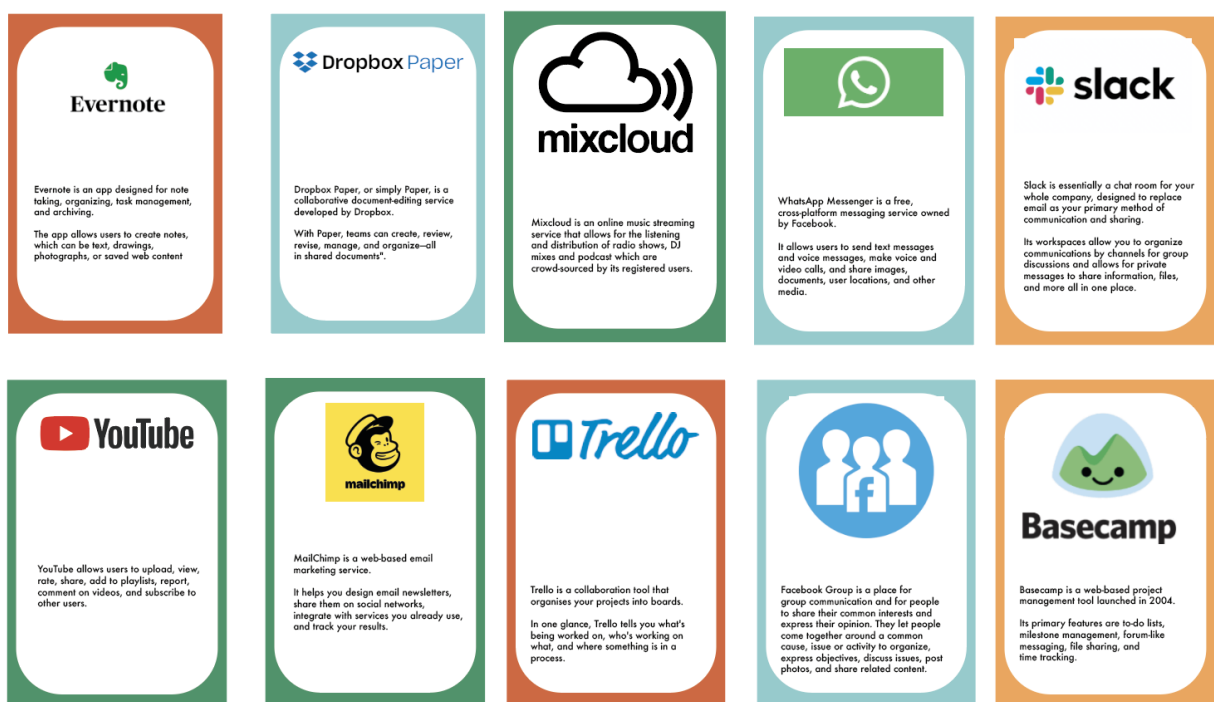 Evernote
Evernote is an app designed for note
taking, organizing, task management,
and archiving.
The app allows users to create notes,
which can be text, drawings,
photographs, or saved web content
Dropbox Paper
Dropbox Paper, or simply Paper, is a
collaborative document-editing service
developed by Dropbox.
With Paper, teams can create, review,
revise, manage, and organize—all
in shared documents".
mixcloud
Mixcloud is an online music streaming
service that allows for the listening
and distribution of radio shows, DJ
mixes and podcast which are
crowd-sourced by its registered users.
WhatsApp Messenger is a free,
cross-platform messaging service owned
by Facebook.
It allows users to send text messages
and voice messages, make voice and
video calls, and share images,
documents, user locations, and other
media.
slack
Slack is essentially a chat room for your
whole company, designed to replace
email as your primary method of
communication and sharing.
Its workspaces allow you to organize
communications by channels for group
discussions and allows for private
messages to share information, files,
and more all in one place.
YouTube
YouTube allows users to upload, view,
rate, share, add to playlists, report,
comment on videos, and subscribe to
other users.
mailchimp
MailChimp is a web-based email
marketing service.
It helps you design email newsletters,
share them on social networks,
integrate with services you already use,
and track your results.
Trello
Trello is a collaboration tool that
organises your projects into boards.
In one glance, Trello tells you what's
being worked on, who's working on
what, and where something is in a
process.
f
Facebook Group is a place for
group communication and for people
to share their common interests and
express their opinion. They let people
come together around a common
cause, issue or activity to organize,
express objectives, discuss issues, post
photos, and share related content.
Basecamp
Basecamp is a web-based project
management tool launched in 2004.
Its primary features are to-do lists,
milestone management, forum-like
messaging, file sharing, and
time tracking.